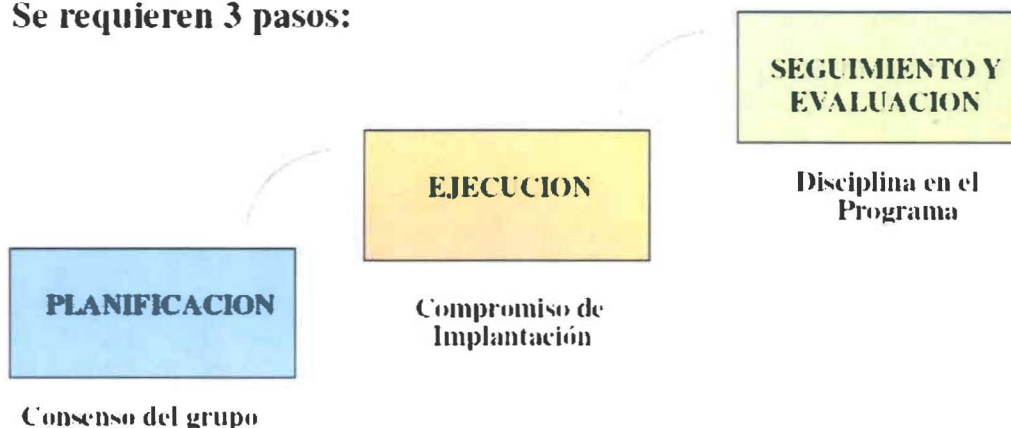 Se requieren 3 pasos:
PLANIFICACION
Consenso del grupo
EJECUCION
Compromiso de
Implantación
SEGUIMIENTO Y
EVALUACION
Disciplina en el
Programa